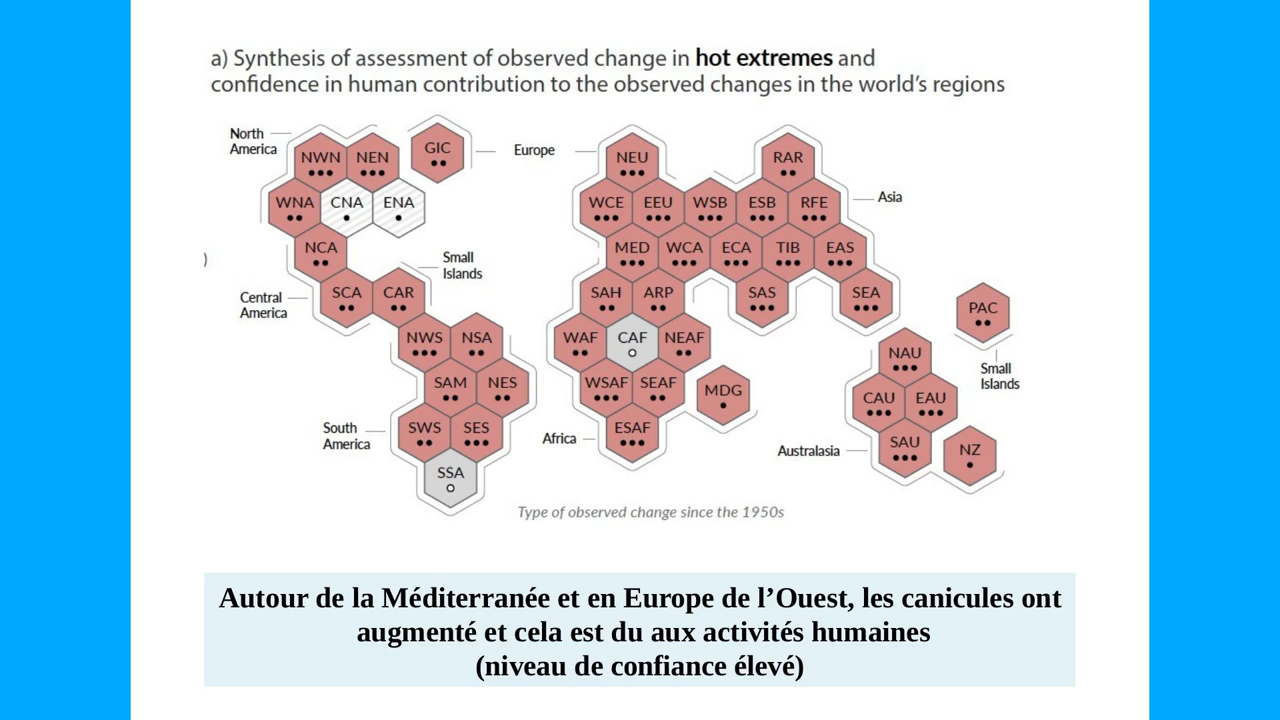 a) Synthesis of assessment of observed change in hot extremes and
confidence in human contribution to the observed changes in the world's regions
North
America
NWN NEN GIC
Europe
NEU RAR
WNA CNA ENA
WCE EEU WSB ESB RFE
Asia
NCA
MED WCA ECA TIB EAS
)
Small
Islands
Central
America
SCA CAR
SAH ARP SAS SEA
PAC
NWS NSA
WAF CAF NEAF
NAU
Small
Islands
SAM NES
WSAF SEAF MDG
CAU EAU
South
America
SWS SES
Africa
ESAF
Australasia
SAU NZ
SSA
Type of observed change since the 1950s
Autour de la Méditerranée et en Europe de l’Ouest, les canicules ont
augmenté et cela est du aux activités humaines
(niveau de confiance élevé)